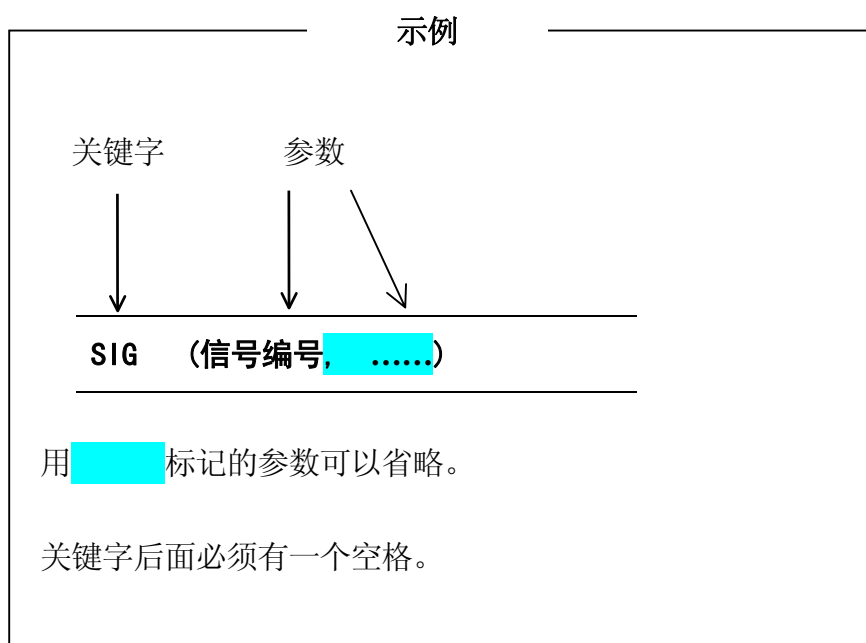 示例
关键字 参数
SIG (信号编号, ……)
用 标记的参数可以省略。
关键字后面必须有一个空格。